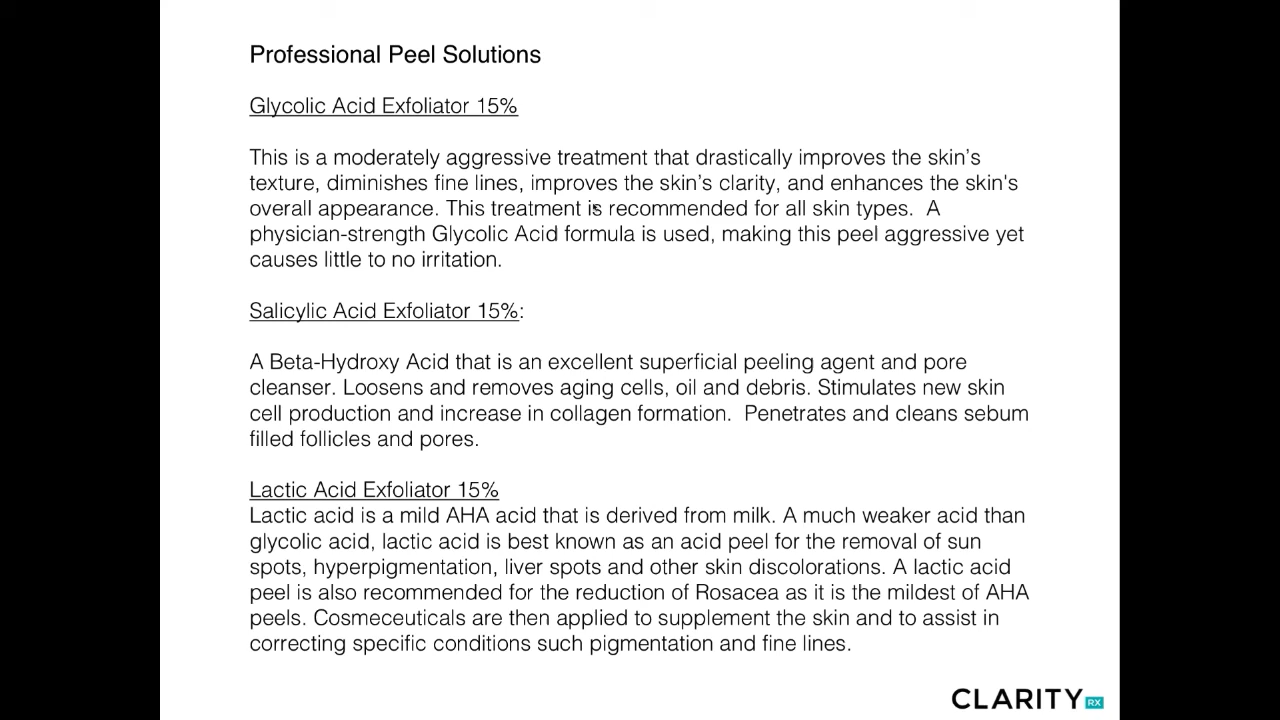 Professional Peel Solutions
Glycolic Acid Exfoliator 15%
This is a moderately aggressive treatment that drastically improves the skin’s
texture, diminishes fine lines, improves the skin’s clarity, and enhances the skin's
overall appearance. This treatment is recommended for all skin types.  A
physician-strength Glycolic Acid formula is used, making this peel aggressive yet
causes little to no irritation.
Salicylic Acid Exfoliator 15%:
A Beta-Hydroxy Acid that is an excellent superficial peeling agent and pore
cleanser. Loosens and removes aging cells, oil and debris. Stimulates new skin
cell production and increase in collagen formation.  Penetrates and cleans sebum
filled follicles and pores.
Lactic Acid Exfoliator 15%
Lactic acid is a mild AHA acid that is derived from milk. A much weaker acid than
glycolic acid, lactic acid is best known as an acid peel for the removal of sun
spots, hyperpigmentation, liver spots and other skin discolorations. A lactic acid
peel is also recommended for the reduction of Rosacea as it is the mildest of AHA
peels. Cosmeceuticals are then applied to supplement the skin and to assist in
correcting specific conditions such pigmentation and fine lines.
CLARITY RX